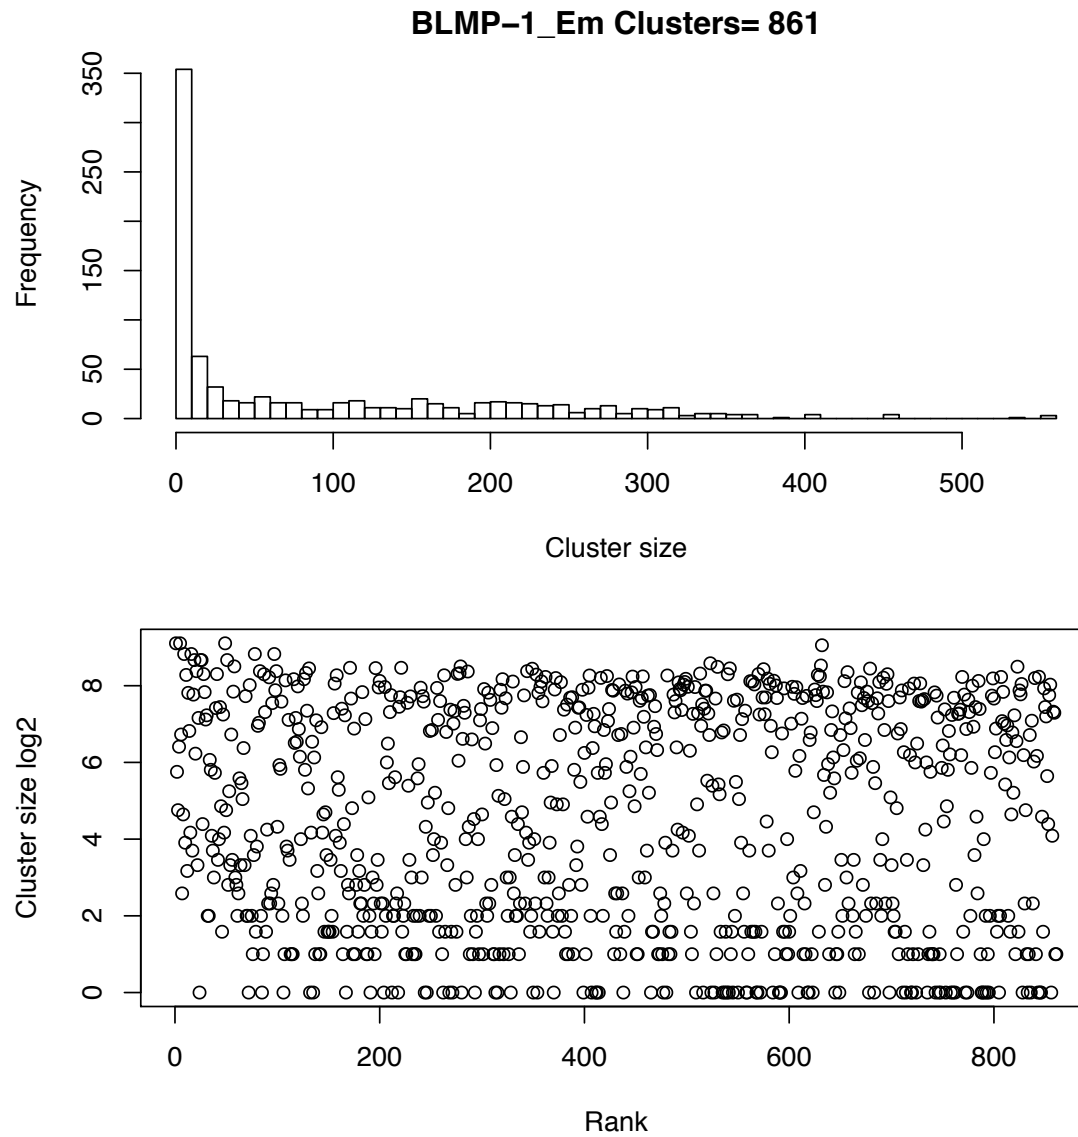 BLMP−1_Em Clusters= 861
350
250
150
50
0
Frequency
0 100 200 300 400 500
Cluster size
8
6
4
2
0
Cluster size log2
0 200 400 600 800
Rank